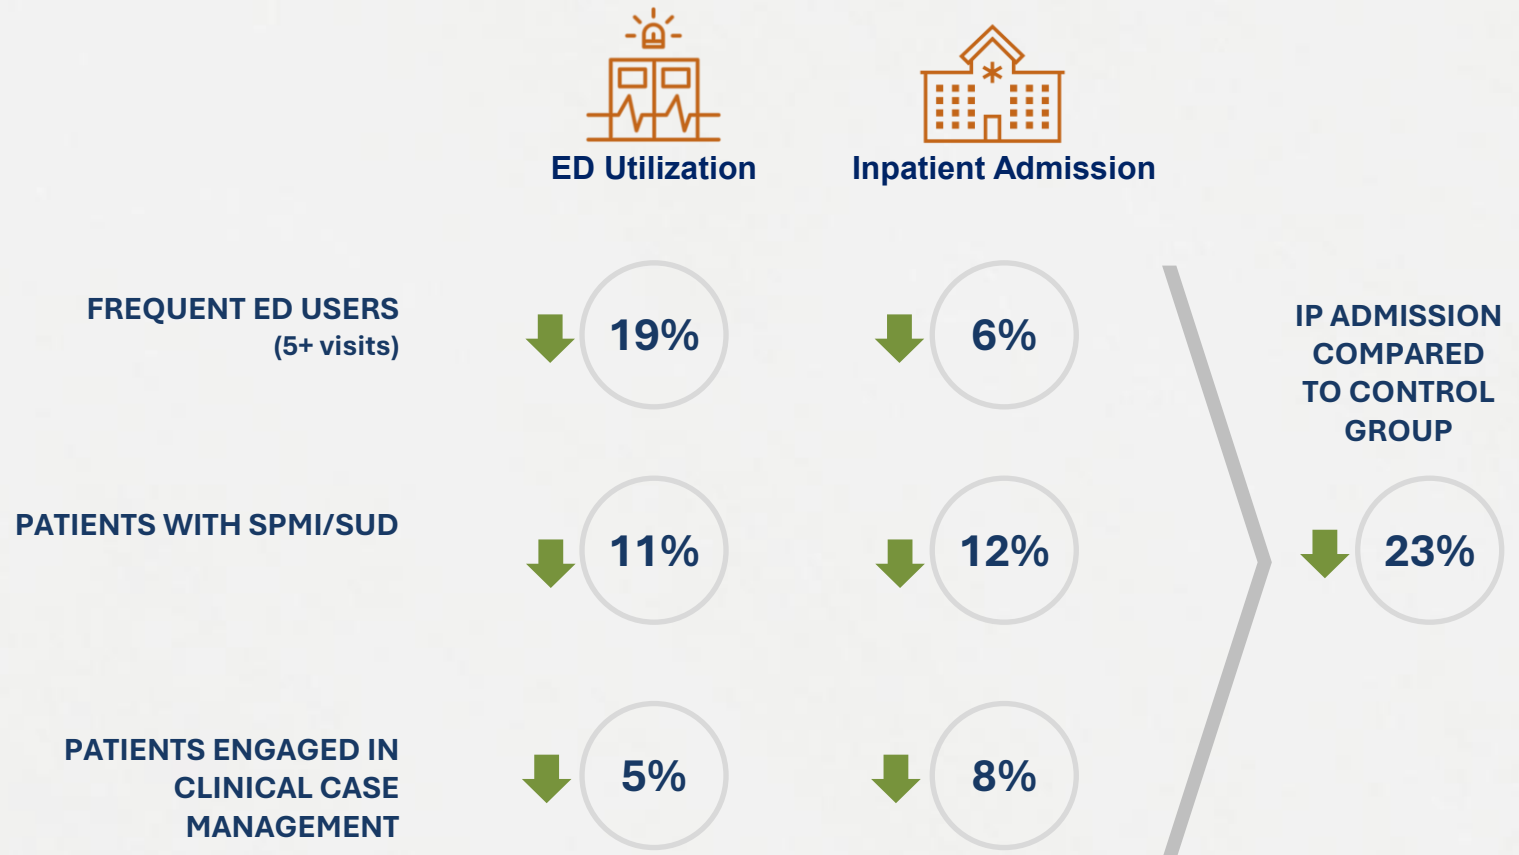 ED Utilization
Inpatient Admission
FREQUENT ED USERS
(5+ visits)
19%
6%
IP ADMISSION
COMPARED
TO CONTROL
GROUP
PATIENTS WITH SPMI/SUD
11%
12%
23%
PATIENTS ENGAGED IN
CLINICAL CASE
MANAGEMENT
5%
8%